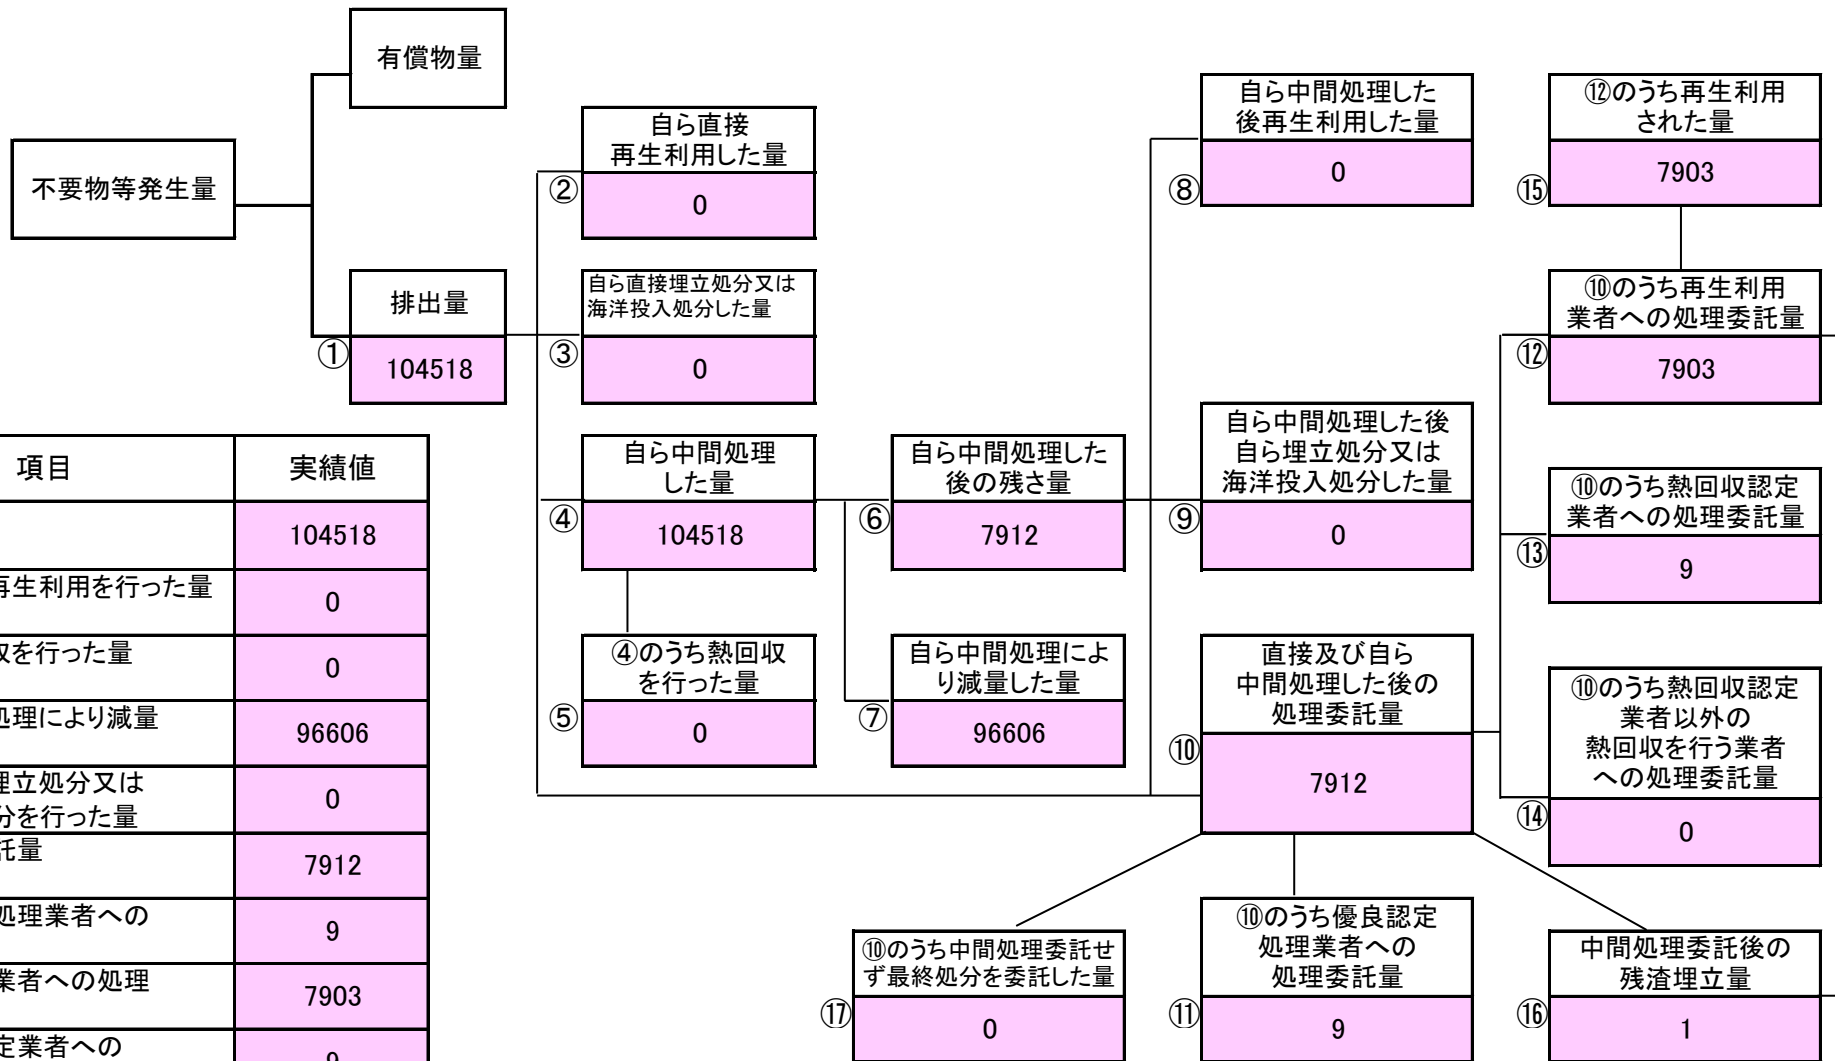 有償物量
不要物等発生量
排出量
①
104518
自ら直接
再生利用した量
②
0
自ら直接埋立処分又は
海洋投入処分した量
③
0
自ら中間処理
した量
④
104518
④のうち熱回収
を行った量
⑤
0
自ら中間処理した
後の残さ量
⑥
7912
自ら中間処理によ
り減量した量
⑦
96606
自ら中間処理した
後再生利用した量
⑧
0
自ら中間処理した後
自ら埋立処分又は
海洋投入処分した量
⑨
0
直接及び自ら
中間処理した後の
処理委託量
⑩
7912
⑫のうち再生利用
された量
⑮
7903
⑩のうち再生利用
業者への処理委託量
⑫
7903
⑩のうち熱回収認定
業者への処理委託量
⑬
9
⑩のうち熱回収認定
業者以外の
熱回収を行う業者
への処理委託量
⑭
0
⑩のうち中間処理委託せ
ず最終処分を委託した量
⑰
0
⑩のうち優良認定
処理業者への
処理委託量
⑪
9
中間処理委託後の
残渣埋立量
⑯
1
項目 実績値
104518
再生利用を行った量
0
収を行った量
0
処理により減量
96606
埋立処分又は
分を行った量
0
託量
7912
処理業者への
9
業者への処理
7903
定業者への
9